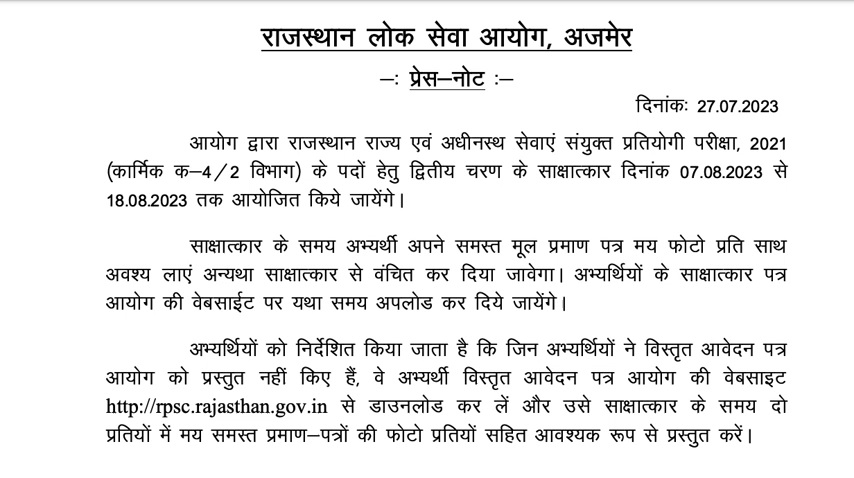 राजस्थान लोक सेवा आयोग, अजमेर
–: प्रेस–नोट :–
दिनांकः 27.07.2023
आयोग द्वारा राजस्थान राज्य एवं अधीनस्थ सेवाएं संयुक्त प्रतियोगी परीक्षा, 2021
(कार्मिक क–4/2 विभाग) के पदों हेतु द्वितीय चरण के साक्षात्कार दिनांक 07.08.2023 से
18.08.2023 तक आयोजित किये जायेंगे।
साक्षात्कार के समय अभ्यर्थी अपने समस्त मूल प्रमाण पत्र मय फोटो प्रति साथ
अवश्य लाएं अन्यथा साक्षात्कार से वंचित कर दिया जावेगा। अभ्यर्थियों के साक्षात्कार पत्र
आयोग की वेबसाईट पर यथा समय अपलोड कर दिये जायेंगे।
अभ्यर्थियों को निर्देशित किया जाता है कि जिन अभ्यर्थियों ने विस्तृत आवेदन पत्र
आयोग को प्रस्तुत नहीं किए हैं, वे अभ्यर्थी विस्तृत आवेदन पत्र आयोग की वेबसाइट
http://rpsc.rajasthan.gov.in से डाउनलोड कर लें और उसे साक्षात्कार के समय दो
प्रतियों में मय समस्त प्रमाण–पत्रों की फोटो प्रतियों सहित आवश्यक रूप से प्रस्तुत करें।